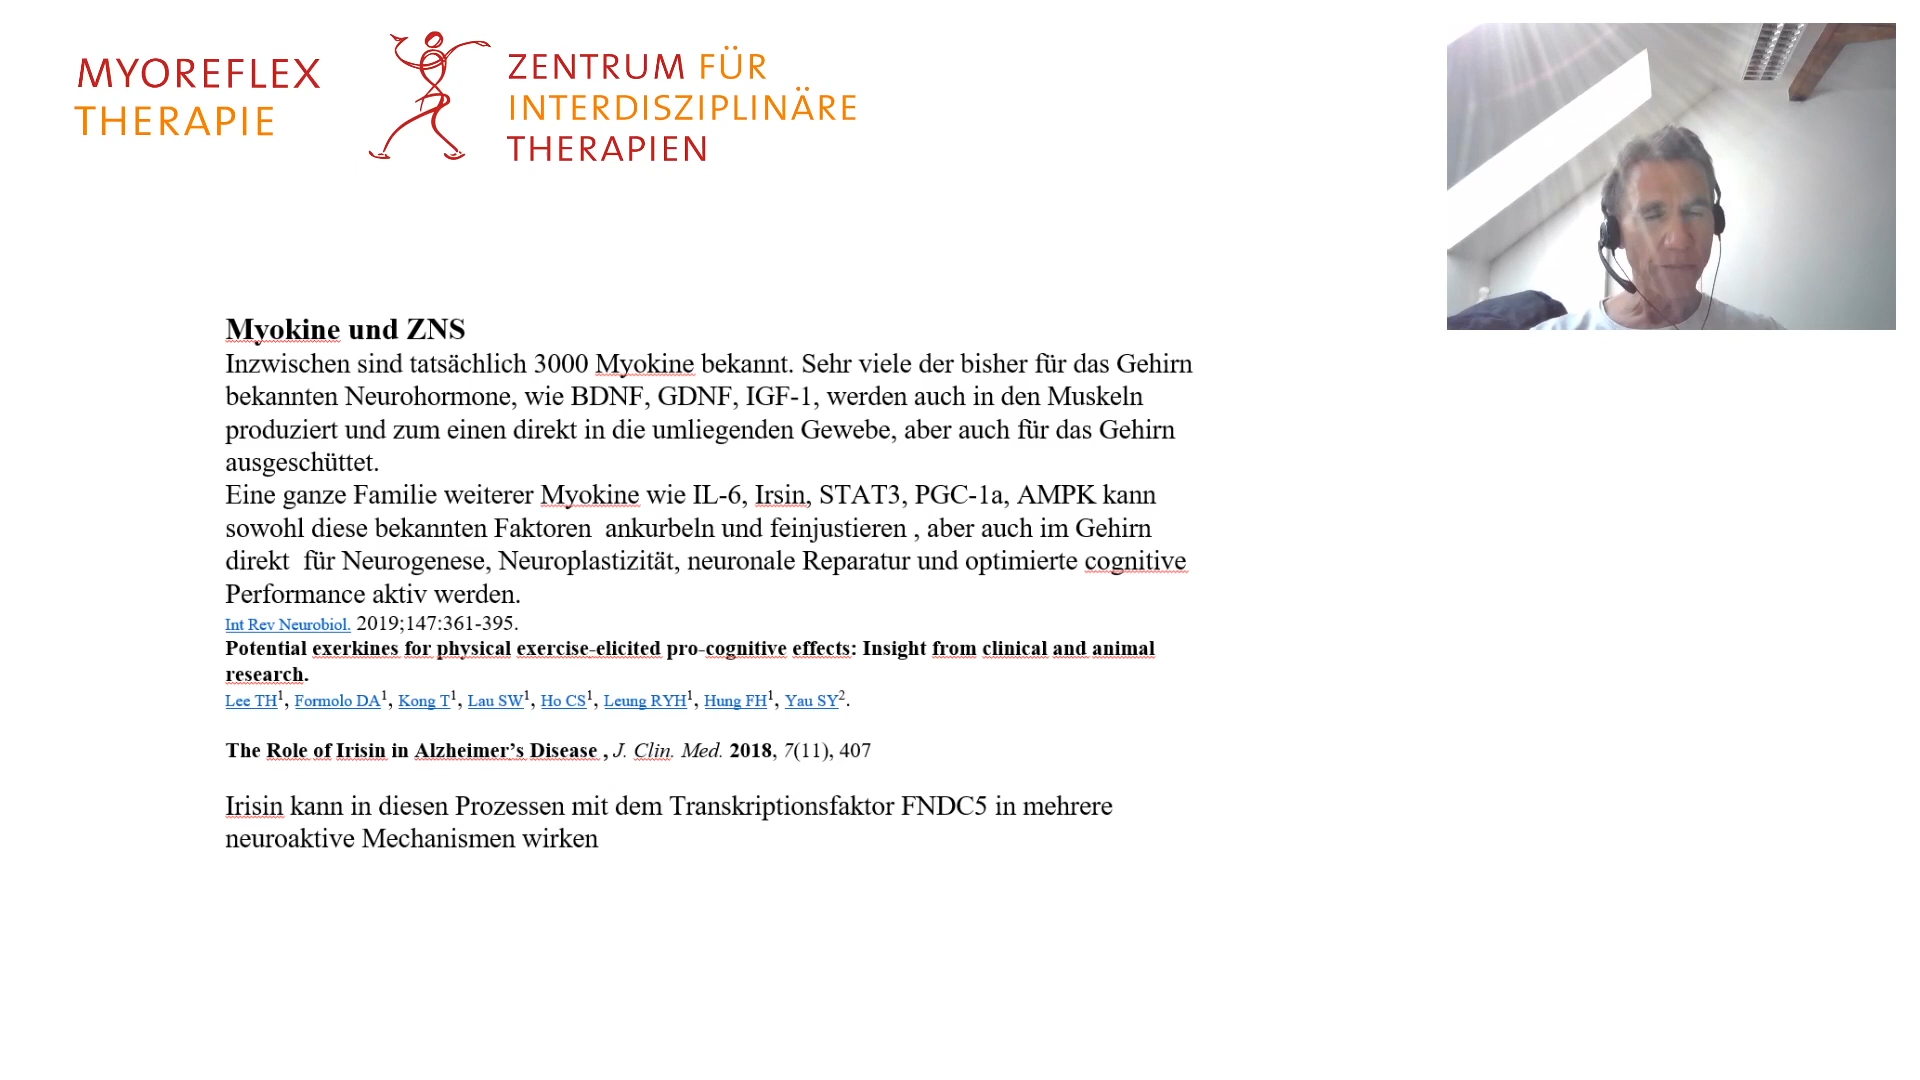 MYOREFLEX
THERAPIE
ZENTRUM FÜR
INTERDISZIPLINÄRE
THERAPIEN
Myokine und ZNS
Inzwischen sind tatsächlich 3000 Myokine bekannt. Sehr viele der bisher für das Gehirn
bekannten Neurohormone, wie BDNF, GDNF, IGF-1, werden auch in den Muskeln
produziert und zum einen direkt in die umliegenden Gewebe, aber auch für das Gehirn
ausgeschüttet.
Eine ganze Familie weiterer Myokine wie IL-6, Irsin, STAT3, PGC-1a, AMPK kann
sowohl diese bekannten Faktoren  ankurbeln und feinjustieren , aber auch im Gehirn
direkt  für Neurogenese, Neuroplastizität, neuronale Reparatur und optimierte cognitive
Performance aktiv werden.
Int Rev Neurobiol. 2019;147:361-395.
Potential exerkines for physical exercise-elicited pro-cognitive effects: Insight from clinical and animal
research.
Lee TH¹, Formolo DA¹, Kong T¹, Lau SW¹, Ho CS¹, Leung RYH¹, Hung FH¹, Yau SY².
The Role of Irisin in Alzheimer’s Disease , J. Clin. Med. 2018, 7(11), 407
Irisin kann in diesen Prozessen mit dem Transkriptionsfaktor FNDC5 in mehrere
neuroaktive Mechanismen wirken